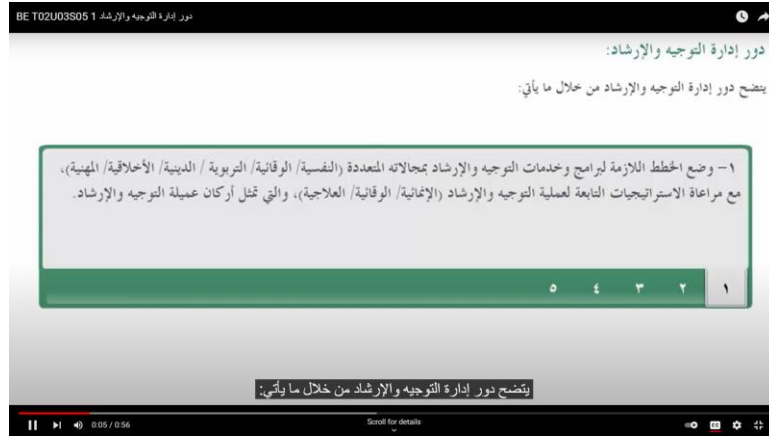 BE T02U03S05 1 دور إدارة التوجيه والإرشاد
دور إدارة التوجيه والإرشاد:
يتضح دور إدارة التوجيه والإرشاد من خلال ما يأتي:
١- وضع الخطط اللازمة لبرامج وخدمات التوجيه والإرشاد بمجالاته المتعددة (النفسية/ الوقائية/ التربوية / الدينية/ الأخلاقية/ المهنية)،
مع مراعاة الاستراتيجيات التابعة لعملية التوجيه والإرشاد (الإنمائية/ الوقائية/ العلاجية)، والتي تمثل أركان عميلة التوجيه والإرشاد.
١ ٢ ٣ ٤ ٥
يتضح دور إدارة التوجيه والإرشاد من خلال ما يأتي:
0:05 / 0:56
Scroll for details
CC